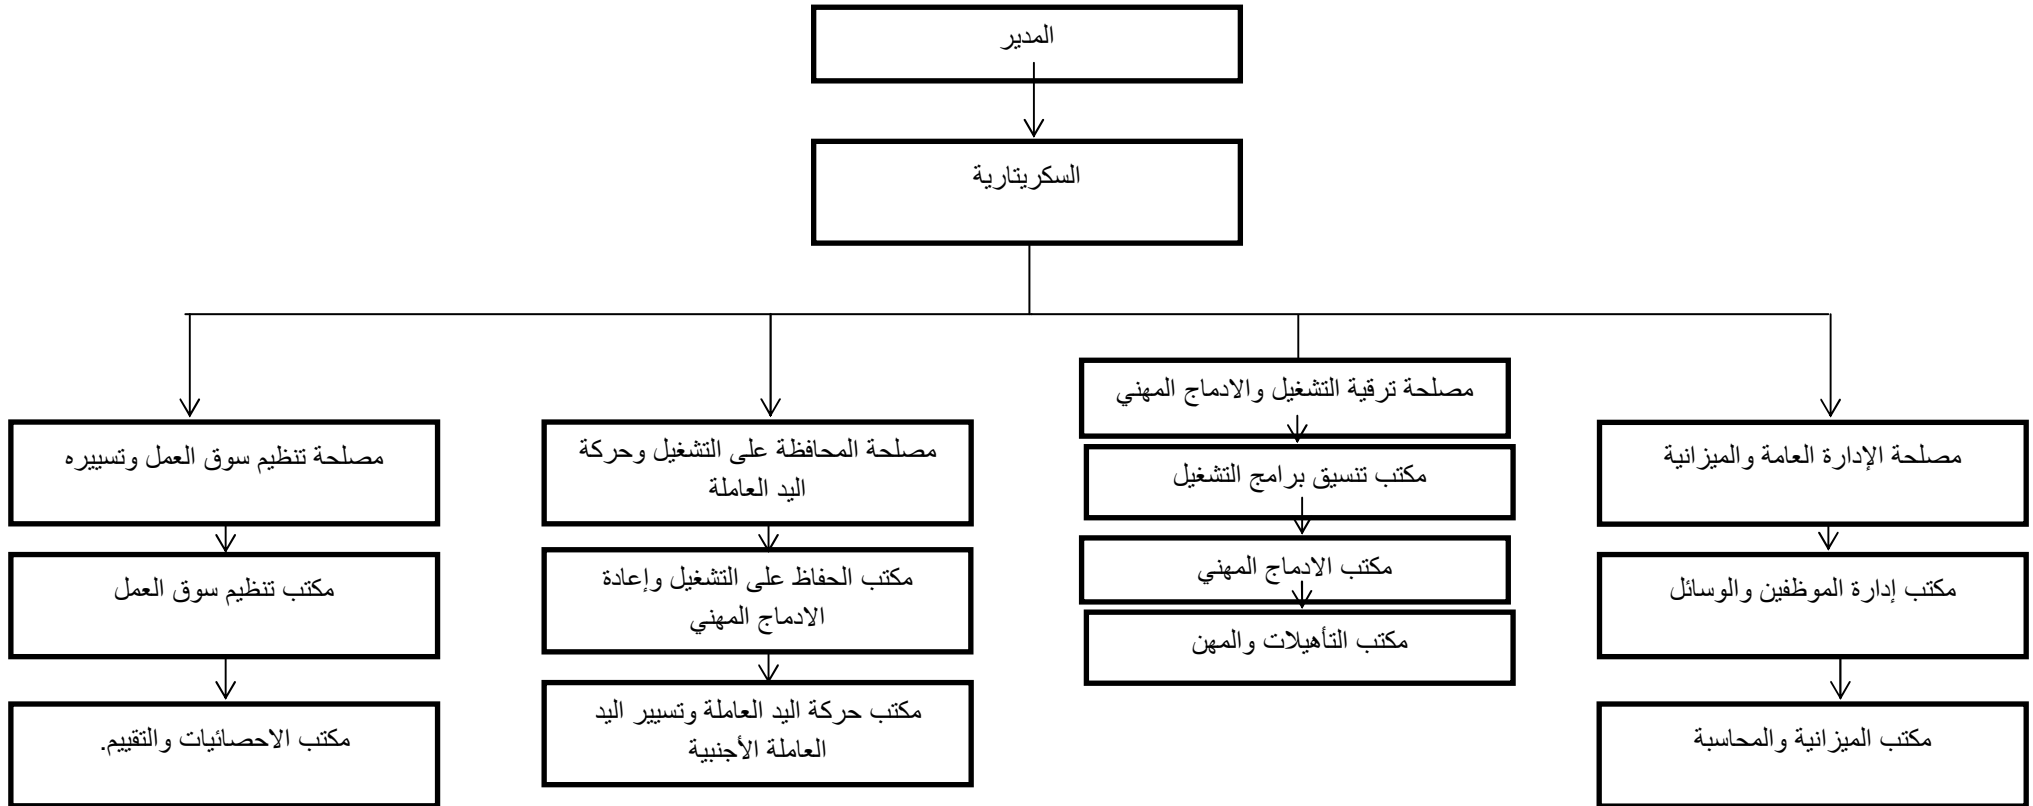 المدير
السكريتارية
مصلحة الإدارة العامة والميزانية
مكتب إدارة الموظفين والوسائل
مكتب الميزانية والمحاسبة
مصلحة ترقية التشغيل والادماج المهني
مكتب تنسيق برامج التشغيل
مكتب الادماج المهني
مكتب التأهيلات والمهن
مصلحة المحافظة على التشغيل وحركة
اليد العاملة
مكتب الحفاظ على التشغيل وإعادة
الادماج المهني
مكتب حركة اليد العاملة وتسيير اليد
العاملة الأجنبية
مصلحة تنظيم سوق العمل وتسييره
مكتب تنظيم سوق العمل
مكتب الاحصائيات والتقييم.